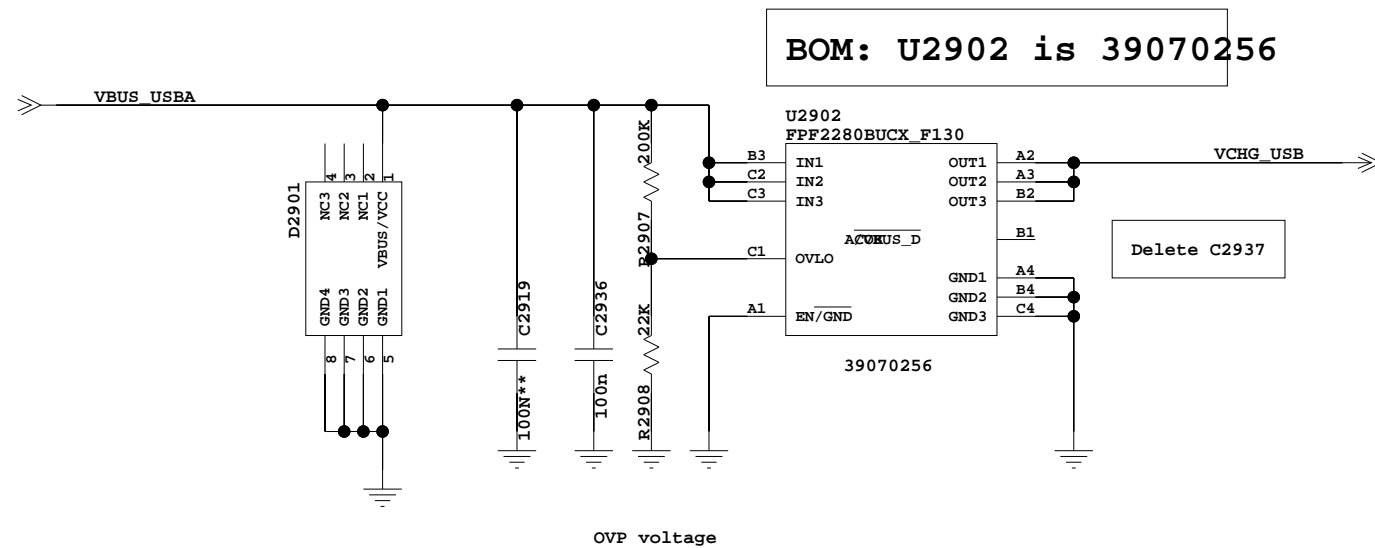 BOM: U2902 is 39070256
VBUS_USBA
U2902
FPF2280BUCX_F130
B3
IN1
OUT1
A2
VCHG_USB
C2
IN2
OUT2
A3
C3
IN3
OUT3
B2
B1
C1
OVLO
Delete C2937
GND1
A4
GND2
B4
A1
EN/GND
GND3
C4
39070256
D2901
4
3
2
1
NC3
NC2
NC1
VBUS/VCC
GND4
GND3
GND2
GND1
8
7
6
5
C2919
100N**
C2936
100n
200K
R2907
22K
R2908
OVP voltage